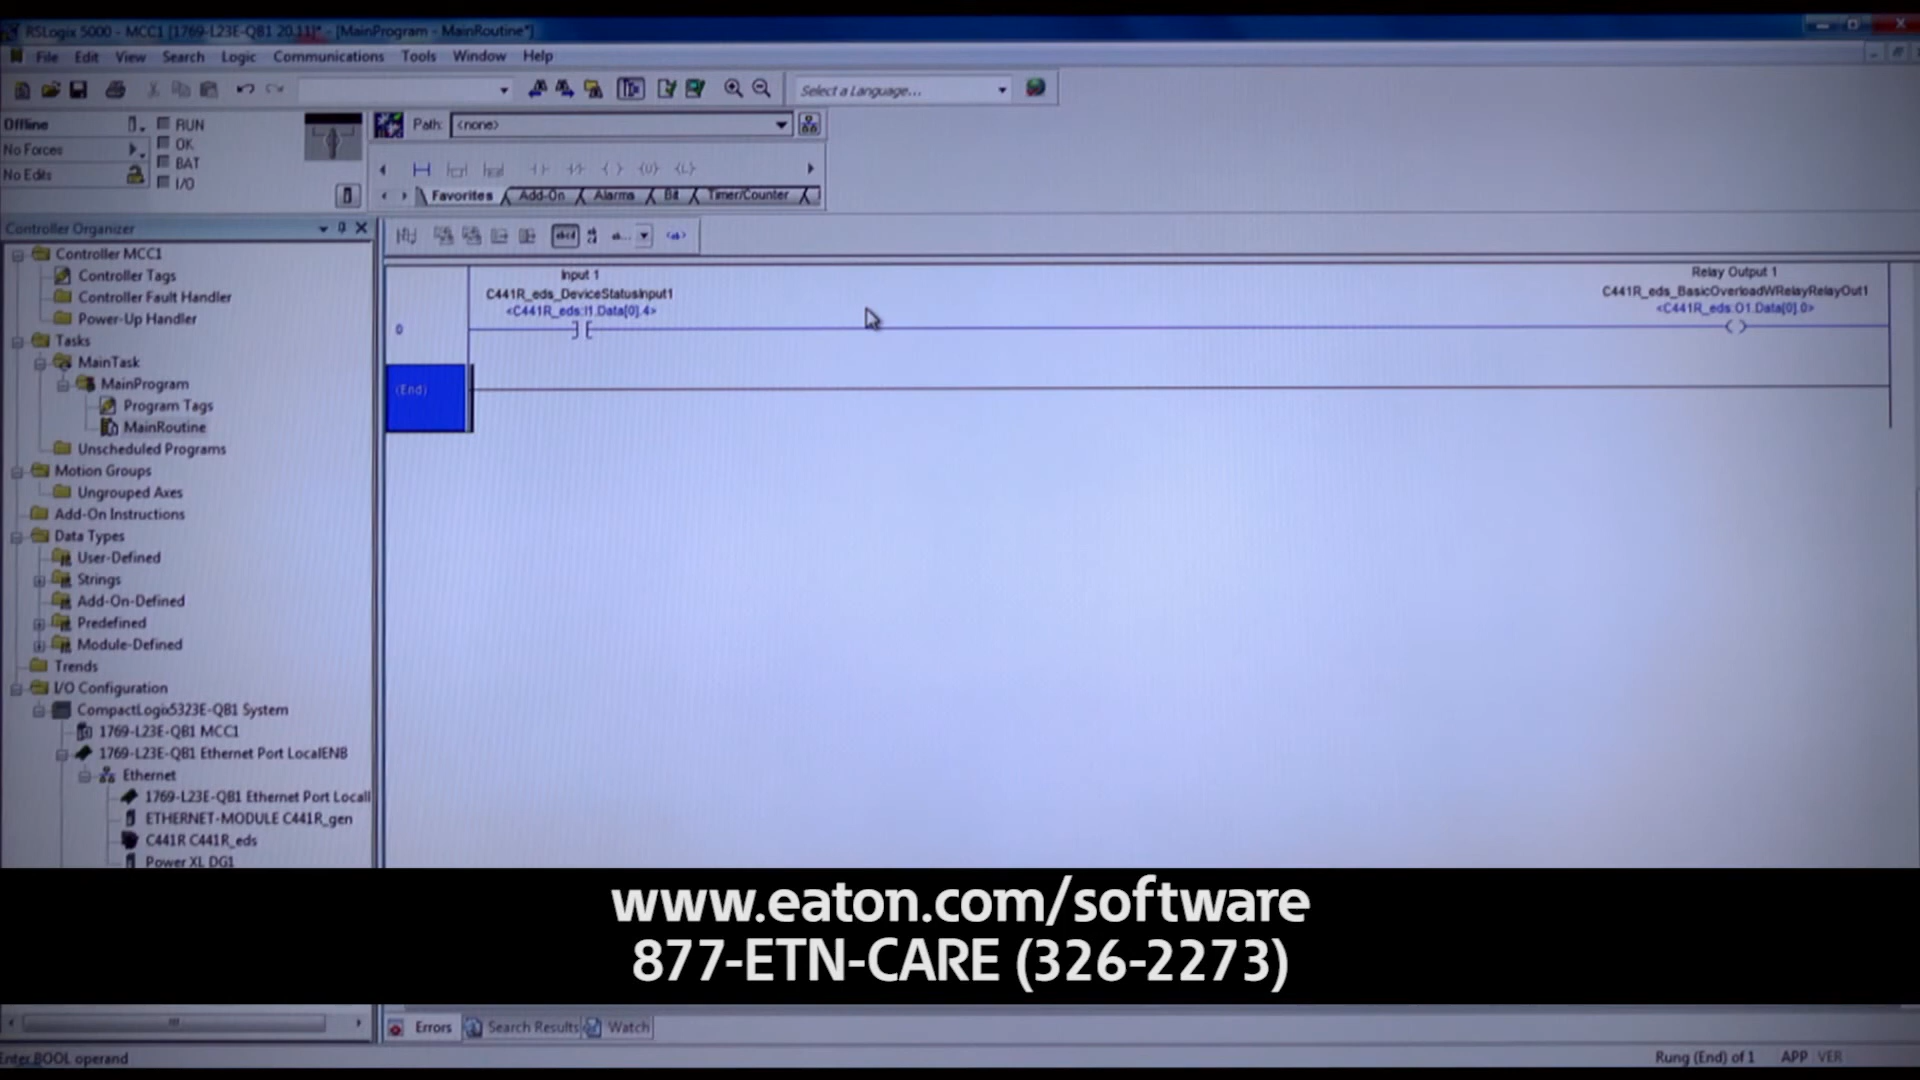 RSLogix 5000 - MCC1 [1769-L23E-QB1 20.11]* - [MainProgram - MainRoutine*]
File Edit View Search Logic Communications Tools Window Help
Select a Language...
Offline
RUN
No Forces
OK
No Edits
BAT
I/O
Path: <none>
Favorites Add-On Alarms Bit Timer/Counter
Controller Organizer
Controller MCC1
Controller Tags
Controller Fault Handler
Power-Up Handler
Tasks
MainTask
MainProgram
Program Tags
MainRoutine
Unscheduled Programs
Motion Groups
Ungrouped Axes
Add-On Instructions
Data Types
User-Defined
Strings
Add-On-Defined
Predefined
Module-Defined
Trends
I/O Configuration
CompactLogix5323E-QB1 System
1769-L23E-QB1 MCC1
1769-L23E-QB1 Ethernet Port LocalENB
Ethernet
1769-L23E-QB1 Ethernet Port Locall
ETHERNET-MODULE C441R_gen
C441R C441R_eds
Power XL DG1
Input 1
C441R_eds_DeviceStatusInput1
<C441R_eds:I1.Data[0].4>
0
Relay Output 1
C441R_eds_BasicOverloadWRelayRelayOut1
<C441R_eds:O1.Data[0].0>
(End)
www.eaton.com/software
877-ETN-CARE (326-2273)
Errors Search Results Watch
Enter BOOL operand
Rung (End) of 1 APP VER